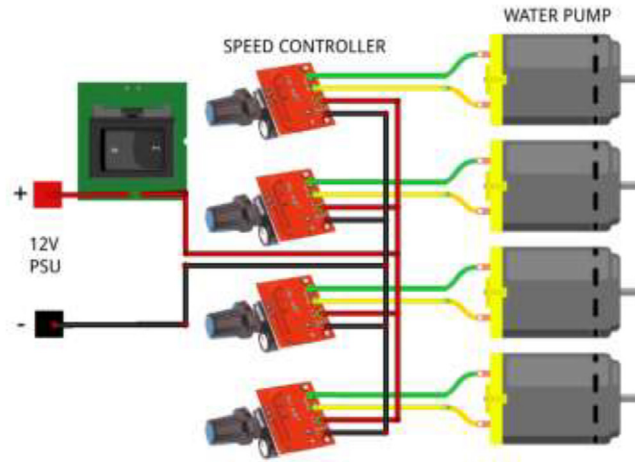 WATER PUMP
SPEED CONTROLLER
+
12V
PSU
-